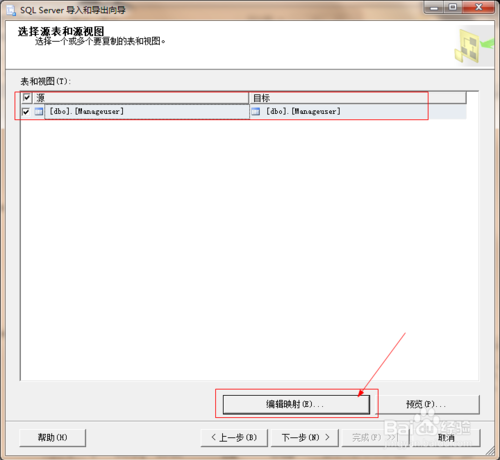 SQL Server 导入和导出向导
选择源表和源视图
选择一个或多个要复制的表和视图。
表和视图(T):
源 目标
[dbo].[Manageuser] [dbo].[Manageuser]
编辑映射(E)... 预览(P)...
帮助(H) < 上一步(B) 下一步(N) > 完成(F) >>| 取消
Baidu 经验